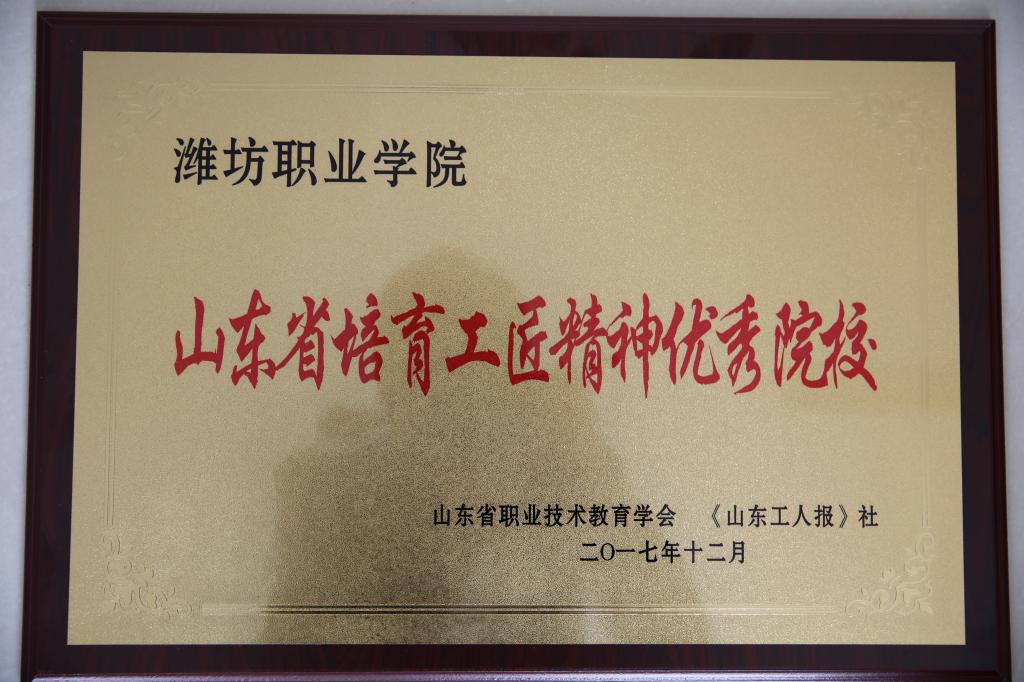 潍坊职业学院
山东省培育工匠精神优秀院校
山东省职业技术教育学会　《山东工人报》社
二〇一七年十二月